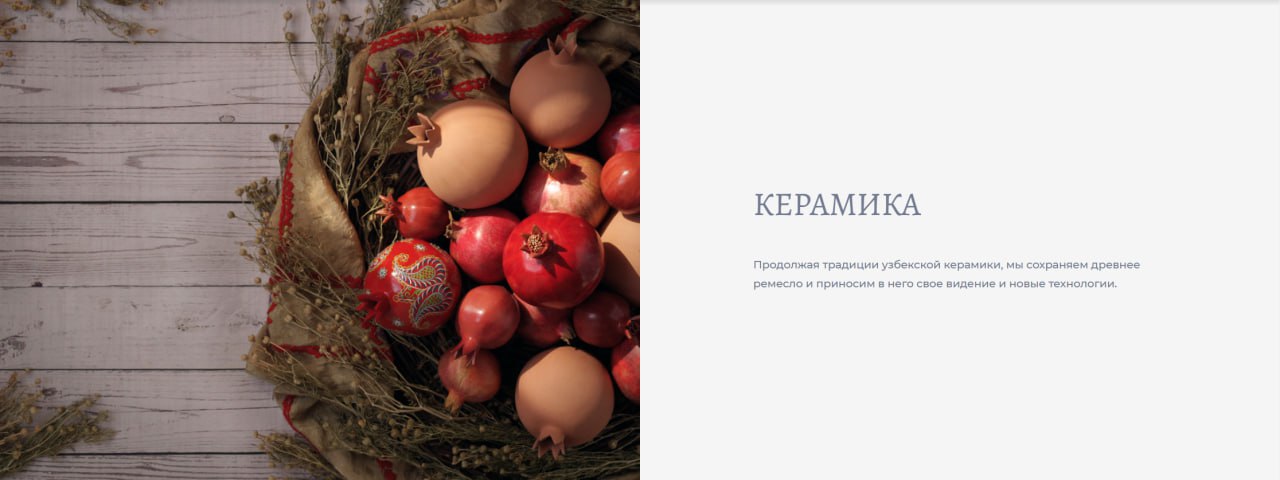 КЕРАМИКА
Продолжая традиции узбекской керамики, мы сохраняем древнее
ремесло и приносим в него свое видение и новые технологии.